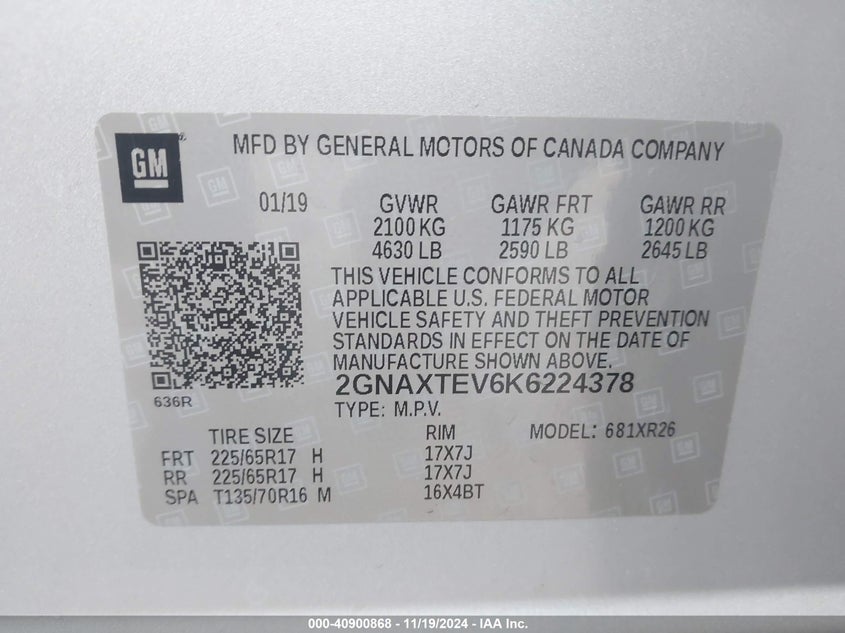 GM
MFD BY GENERAL MOTORS OF CANADA COMPANY
01/19 GVWR GAWR FRT GAWR RR
2100 KG 1175 KG 1200 KG
4630 LB 2590 LB 2645 LB
THIS VEHICLE CONFORMS TO ALL
APPLICABLE U.S. FEDERAL MOTOR
VEHICLE SAFETY AND THEFT PREVENTION
STANDARDS IN EFFECT ON THE DATE OF
MANUFACTURE SHOWN ABOVE.
636R
2GNAXTEV6K6224378
TYPE: M.P.V.
TIRE SIZE RIM MODEL: 681XR26
FRT 225/65R17 H 17X7J
RR 225/65R17 H 17X7J
SPA T135/70R16 M 16X4BT
000-40900868 - 11/19/2024 - IAA Inc.